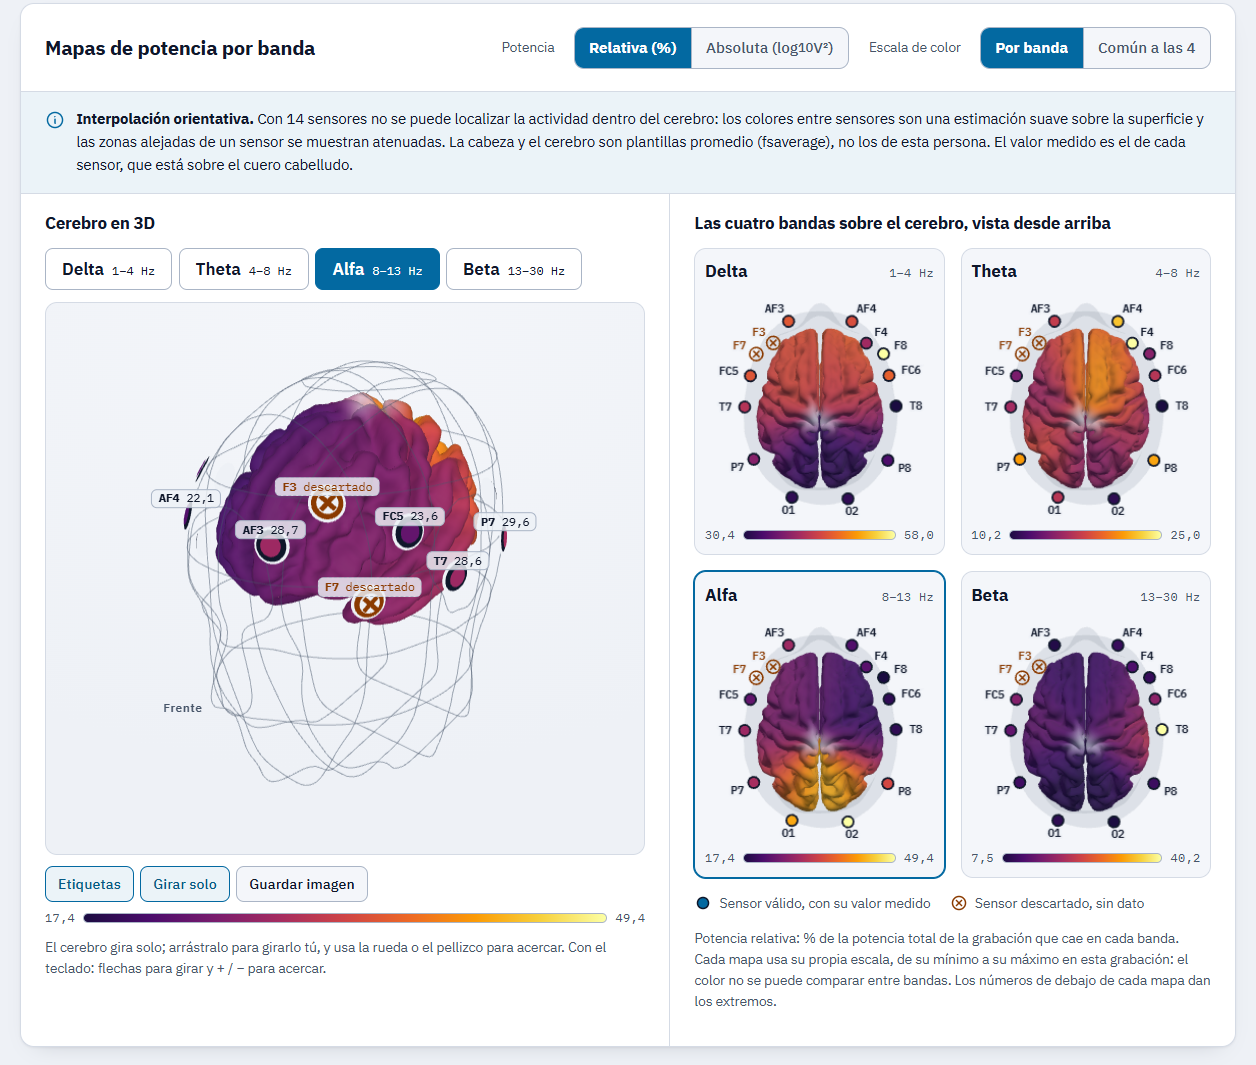 Mapas de potencia por banda
Potencia
Relativa (%)
Absoluta (log10V²)
Escala de color
Por banda
Común a las 4
Interpolación orientativa. Con 14 sensores no se puede localizar la actividad dentro del cerebro: los colores entre sensores son una estimación suave sobre la superficie y
las zonas alejadas de un sensor se muestran atenuadas. La cabeza y el cerebro son plantillas promedio (fsaverage), no los de esta persona. El valor medido es el de cada
sensor, que está sobre el cuero cabelludo.
Cerebro en 3D
Delta 1–4 Hz
Theta 4–8 Hz
Alfa 8–13 Hz
Beta 13–30 Hz
F3 descartado
AF4 22,1
FC5 23,6
P7 29,6
AF3 28,7
T7 28,6
F7 descartado
Frente
Etiquetas
Girar solo
Guardar imagen
17,4
49,4
El cerebro gira solo; arrástralo para girarlo tú, y usa la rueda o el pellizco para acercar. Con el
teclado: flechas para girar y + / – para acercar.
Las cuatro bandas sobre el cerebro, vista desde arriba
Delta
1–4 Hz
AF3
AF4
F3
F4
F7
F8
FC5
FC6
T7
T8
P7
P8
O1
O2
30,4
58,0
Theta
4–8 Hz
AF3
AF4
F3
F4
F7
F8
FC5
FC6
T7
T8
P7
P8
O1
O2
10,2
25,0
Alfa
8–13 Hz
AF3
AF4
F3
F4
F7
F8
FC5
FC6
T7
T8
P7
P8
O1
O2
17,4
49,4
Beta
13–30 Hz
AF3
AF4
F3
F4
F7
F8
FC5
FC6
T7
T8
P7
P8
O1
O2
7,5
40,2
Sensor válido, con su valor medido
Sensor descartado, sin dato
Potencia relativa: % de la potencia total de la grabación que cae en cada banda.
Cada mapa usa su propia escala, de su mínimo a su máximo en esta grabación: el
color no se puede comparar entre bandas. Los números de debajo de cada mapa dan
los extremos.